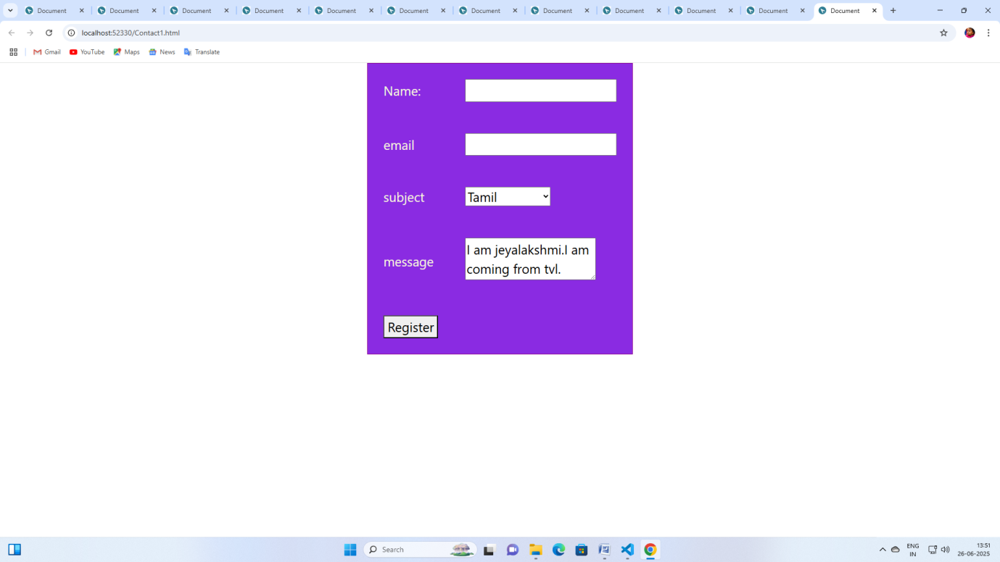 Document Document Document Document Document Document Document Document Document Document Document Document
localhost:52330/Contact1.html
Gmail YouTube Maps News Translate
Name:
email
subject Tamil
message I am jeyalakshmi.I am
coming from tvl.
Register
Search
ENG
IN
13:51
26-06-2025